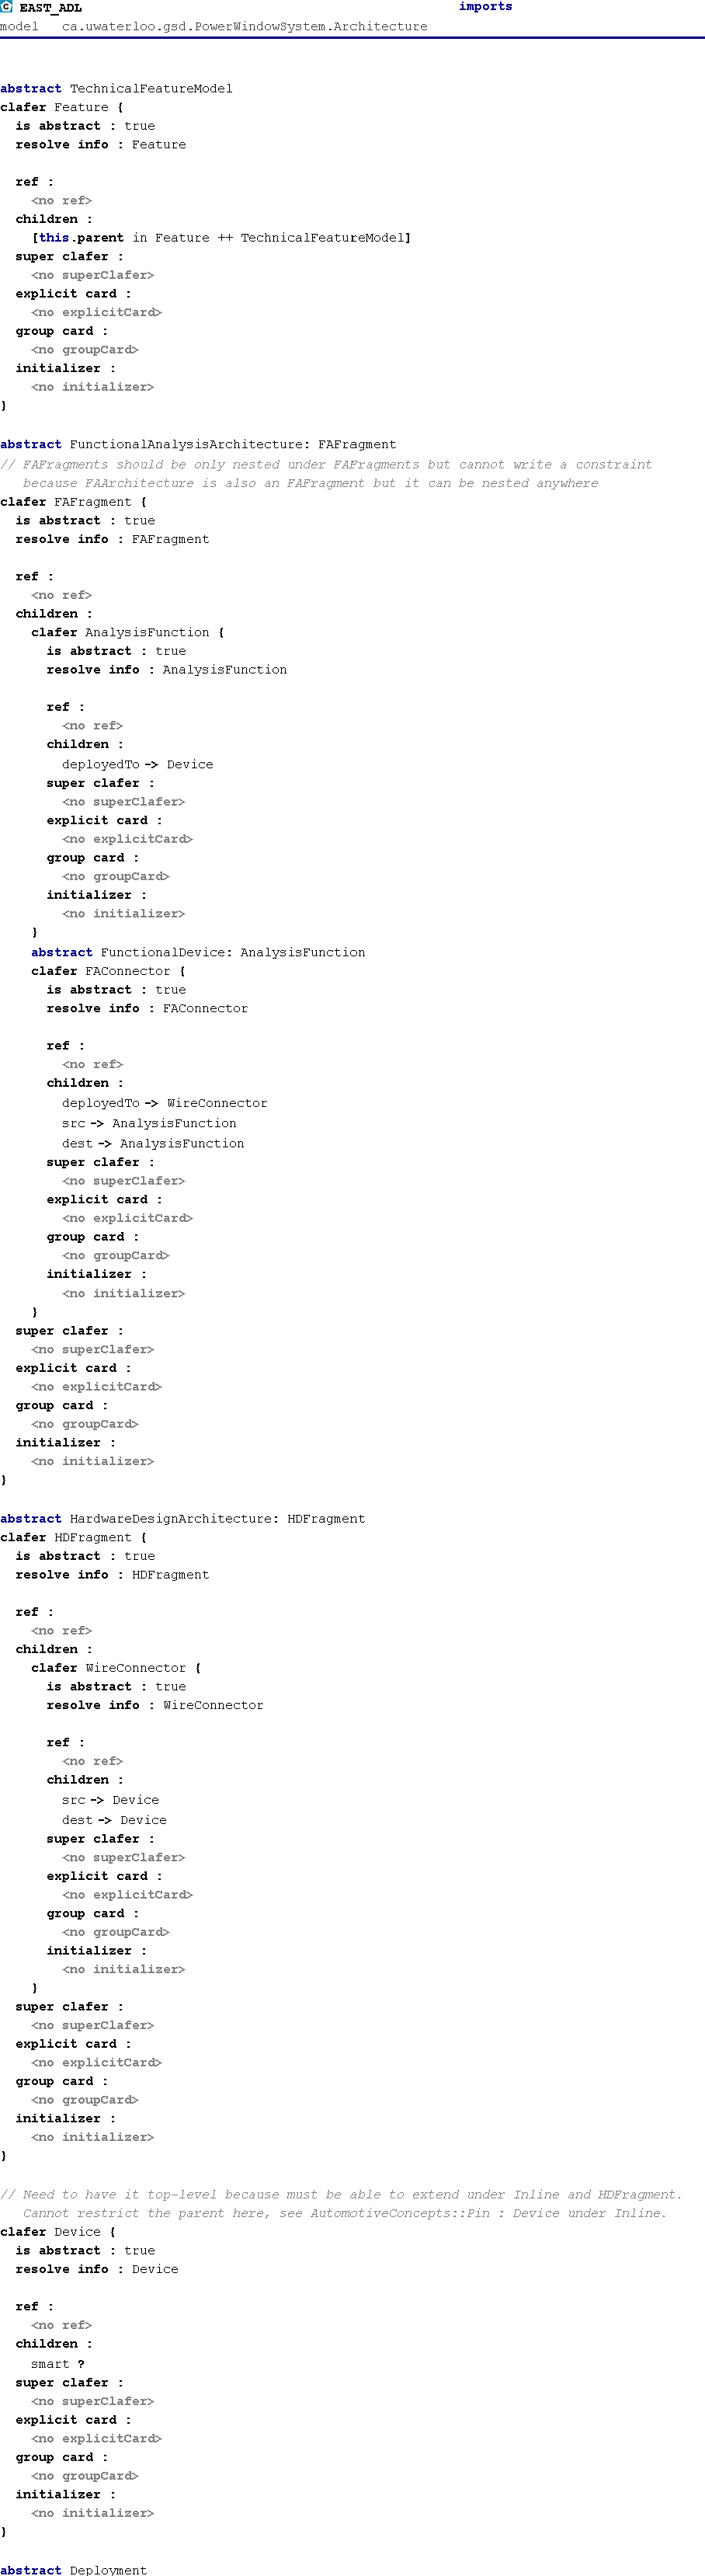 EAST_ADL imports
model ca.uwaterloo.gsd.PowerWindowSystem.Architecture
abstract TechnicalFeatureModel
clafer Feature {
is abstract : true
resolve info : Feature
ref :
<no ref>
children :
[this.parent in Feature ++ TechnicalFeatureModel]
super clafer :
<no superClafer>
explicit card :
<no explicitCard>
group card :
<no groupCard>
initializer :
<no initializer>
}
abstract FunctionalAnalysisArchitecture: FAFragment
// FAFragments should be only nested under FAFragments but cannot write a constraint
because FAArchitecture is also an FAFragment but it can be nested anywhere
clafer FAFragment {
is abstract : true
resolve info : FAFragment
ref :
<no ref>
children :
clafer AnalysisFunction {
is abstract : true
resolve info : AnalysisFunction
ref :
<no ref>
children :
deployedTo -> Device
super clafer :
<no superClafer>
explicit card :
<no explicitCard>
group card :
<no groupCard>
initializer :
<no initializer>
}
abstract FunctionalDevice: AnalysisFunction
clafer FAConnector {
is abstract : true
resolve info : FAConnector
ref :
<no ref>
children :
deployedTo -> WireConnector
src -> AnalysisFunction
dest -> AnalysisFunction
super clafer :
<no superClafer>
explicit card :
<no explicitCard>
group card :
<no groupCard>
initializer :
<no initializer>
}
super clafer :
<no superClafer>
explicit card :
<no explicitCard>
group card :
<no groupCard>
initializer :
<no initializer>
}
abstract HardwareDesignArchitecture: HDFragment
clafer HDFragment {
is abstract : true
resolve info : HDFragment
ref :
<no ref>
children :
clafer WireConnector {
is abstract : true
resolve info : WireConnector
ref :
<no ref>
children :
src -> Device
dest -> Device
super clafer :
<no superClafer>
explicit card :
<no explicitCard>
group card :
<no groupCard>
initializer :
<no initializer>
}
super clafer :
<no superClafer>
explicit card :
<no explicitCard>
group card :
<no groupCard>
initializer :
<no initializer>
}
// Need to have it top-level because must be able to extend under Inline and HDFragment.
Cannot restrict the parent here, see AutomotiveConcepts::Pin : Device under Inline.
clafer Device {
is abstract : true
resolve info : Device
ref :
<no ref>
children :
smart ?
super clafer :
<no superClafer>
explicit card :
<no explicitCard>
group card :
<no groupCard>
initializer :
<no initializer>
}
abstract Deployment